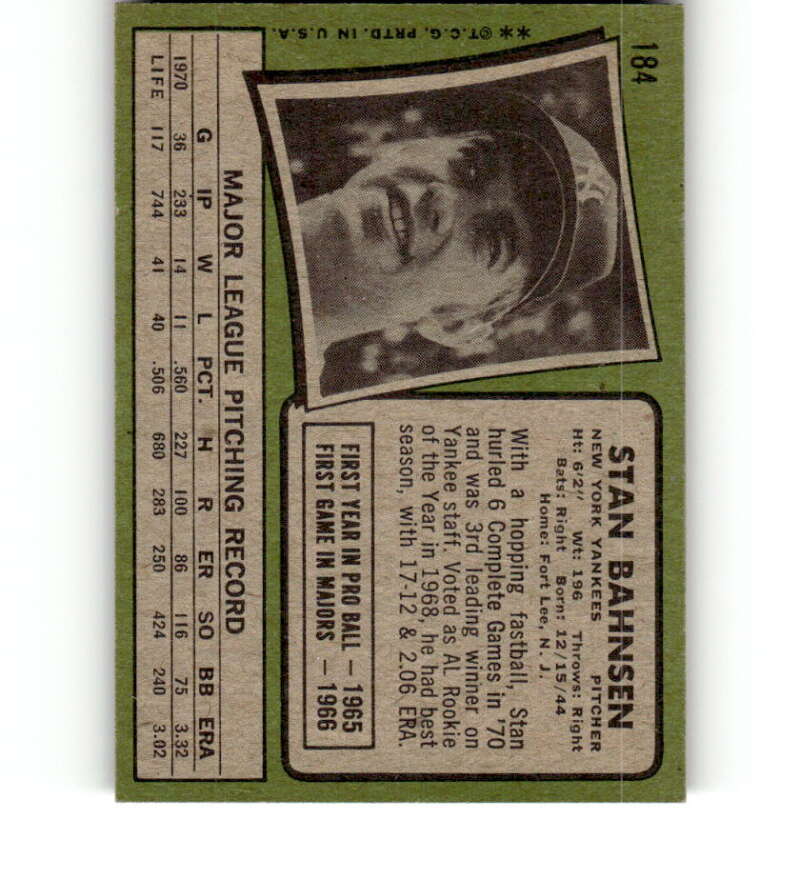 184
**©T.C.G. PRTD. IN U.S.A.
NY
STAN BAHNSEN
NEW YORK YANKEES PITCHER
Ht: 6'2" Wt: 196 Throws: Right
Bats: Right Born: 12/15/44
Home: Fort Lee, N. J.
With a hopping fastball, Stan
hurled 6 Complete Games in '70
and was 3rd leading winner on
Yankee staff. Voted as AL Rookie
of the Year in 1968, he had best
season, with 17-12 & 2.06 ERA.
FIRST YEAR IN PRO BALL – 1965
FIRST GAME IN MAJORS – 1966
MAJOR LEAGUE PITCHING RECORD
G IP W L PCT. H R ER SO BB ERA
1970 36 233 14 11 .560 227 100 86 116 75 3.32
LIFE 117 744 41 40 .506 680 283 250 424 240 3.02